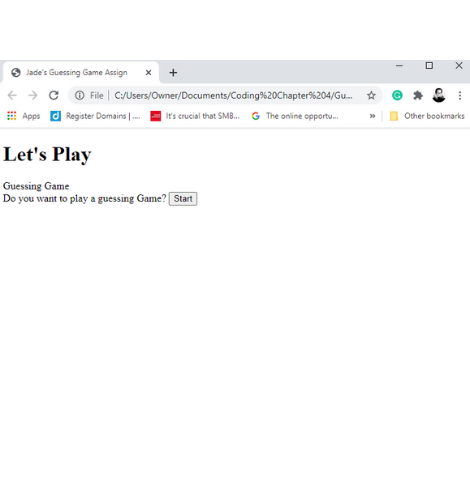 Jade's Guessing Game Assign
File | C:/Users/Owner/Documents/Coding%20Chapter%204/Gu...
Apps Register Domains | .... It's crucial that SMB... The online opportu... » Other bookmarks
Let's Play
Guessing Game
Do you want to play a guessing Game? Start